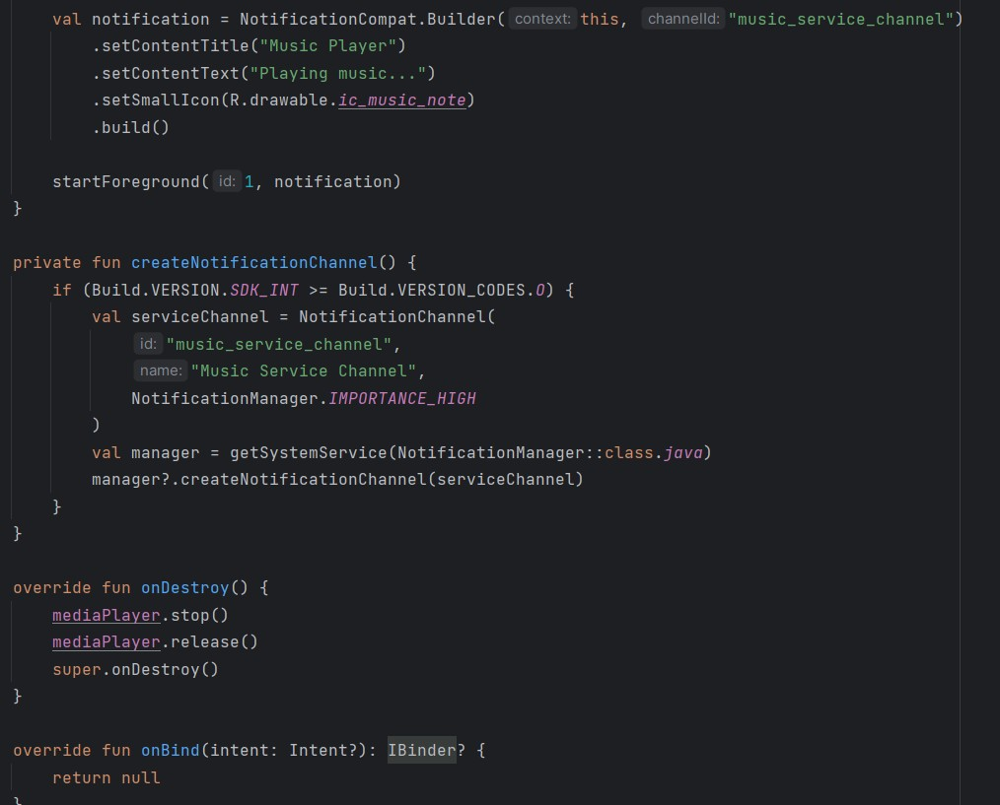 val notification = NotificationCompat.Builder( context: this, channelId: "music_service_channel")
.setContentTitle("Music Player")
.setContentText("Playing music...")
.setSmallIcon(R.drawable.ic_music_note)
.build()
startForeground( id: 1, notification)
}
private fun createNotificationChannel() {
if (Build.VERSION.SDK_INT >= Build.VERSION_CODES.O) {
val serviceChannel = NotificationChannel(
id: "music_service_channel",
name: "Music Service Channel",
NotificationManager.IMPORTANCE_HIGH
)
val manager = getSystemService(NotificationManager::class.java)
manager?.createNotificationChannel(serviceChannel)
}
}
override fun onDestroy() {
mediaPlayer.stop()
mediaPlayer.release()
super.onDestroy()
}
override fun onBind(intent: Intent?): IBinder? {
return null
}